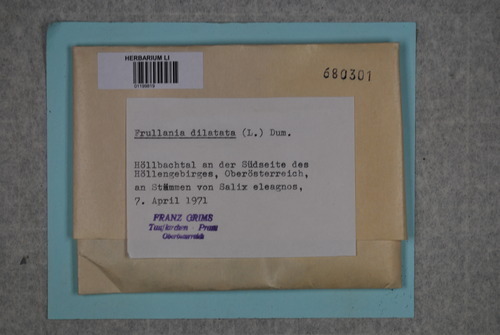 HERBARIUM LI
680301
Frullania dilatata (L.) Dum.
Höllbachtal an der Südseite des
Höllengebirges, Oberösterreich,
an Stämmen von Salix eleagnos,
7. April 1971
FRANZ GRIMS
Taufkirchen - Pram
Oberösterreich